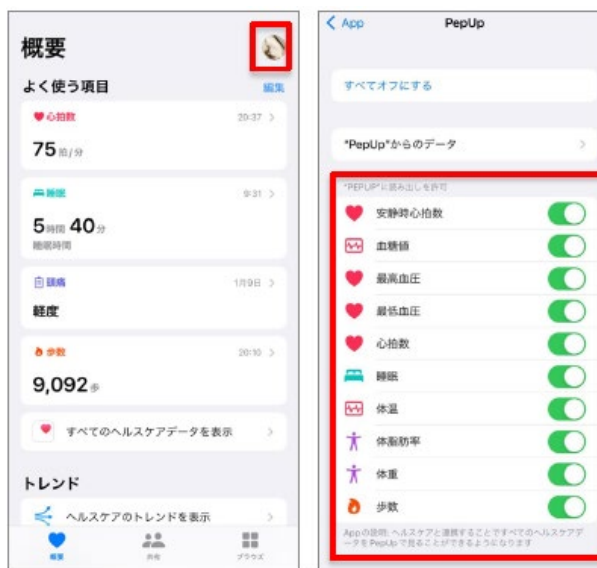 概要
よく使う項目
編集
心拍数
20:37
75 拍/分
睡眠
9:31
5時間 40分
睡眠時間
頭痛
1月9日
軽度
歩数
20:10
9,092歩
すべてのヘルスケアデータを表示
トレンド
ヘルスケアのトレンドを表示
概要
共有
ブラウズ
App
PepUp
すべてオフにする
"PepUp"からのデータ
"PEPUP"に読み出しを許可
安静時心拍数
血糖値
最高血圧
最低血圧
心拍数
睡眠
体温
体脂肪率
体重
歩数
Appの説明: ヘルスケアと連携することですべてのヘルスケアデ
ータをPepUpで見ることができるようになります